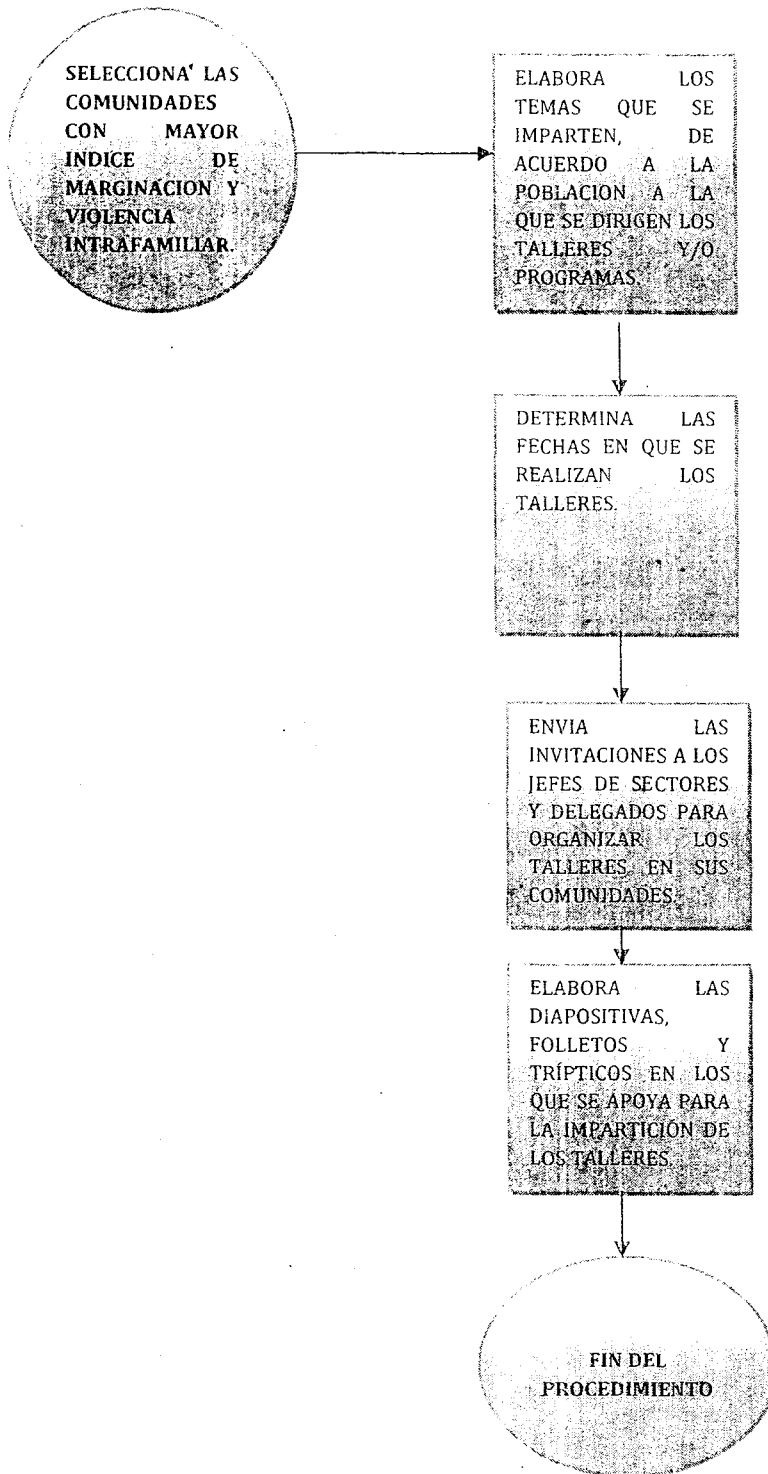 SELECCIONA' LAS
COMUNIDADES
CON MAYOR
INDICE DE
MARGINACION Y
VIOLENCIA
INTRAFAMILIAR.
ELABORA LOS
TEMAS QUE SE
IMPARTEN, DE
ACUERDO A LA
POBLACION A LA
QUE SE DIRIGEN LOS
TALLERES Y/O
PROGRAMAS.
DETERMINA LAS
FECHAS EN QUE SE
REALIZAN LOS
TALLERES.
ENVIA LAS
INVITACIONES A LOS
JEFES DE SECTORES
Y DELEGADOS PARA
ORGANIZAR LOS
TALLERES EN SUS
COMUNIDADES.
ELABORA LAS
DIAPOSITIVAS,
FOLLETOS Y
TRÍPTICOS EN LOS
QUE SE APOYA PARA
LA IMPARTICIÓN DE
LOS TALLERES.
FIN DEL
PROCEDIMIENTO